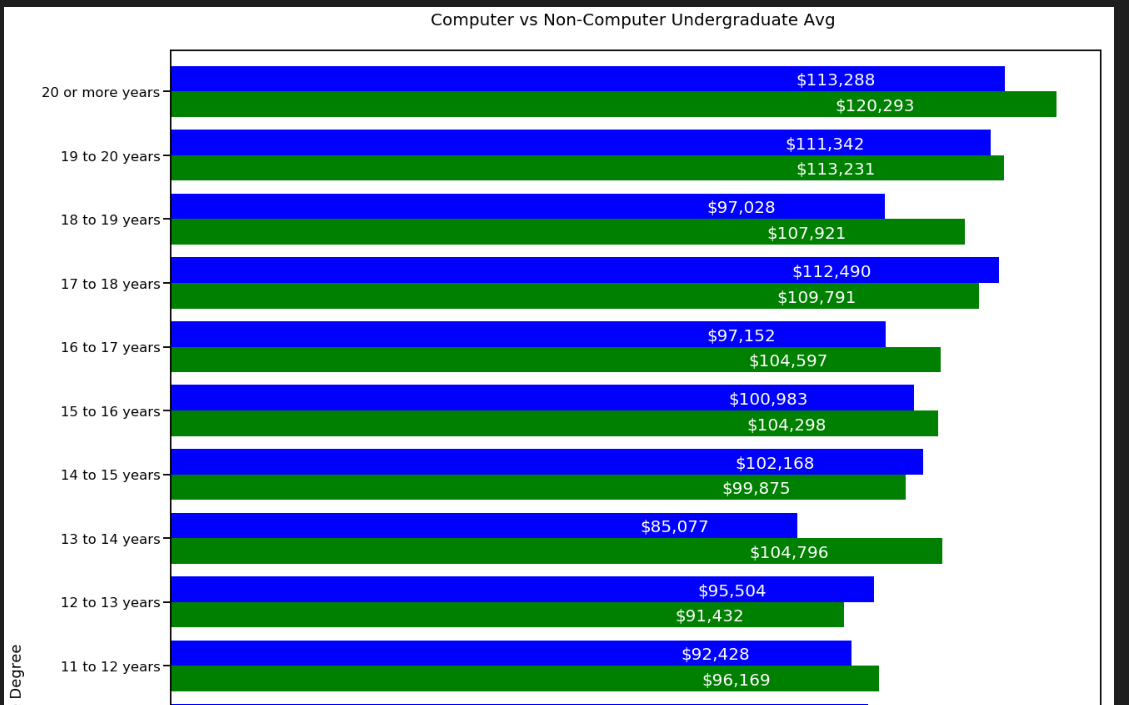 Computer vs Non-Computer Undergraduate Avg
20 or more years
$113,288
$120,293
19 to 20 years
$111,342
$113,231
18 to 19 years
$97,028
$107,921
17 to 18 years
$112,490
$109,791
16 to 17 years
$97,152
$104,597
15 to 16 years
$100,983
$104,298
14 to 15 years
$102,168
$99,875
13 to 14 years
$85,077
$104,796
12 to 13 years
$95,504
$91,432
11 to 12 years
$92,428
$96,169
Degree